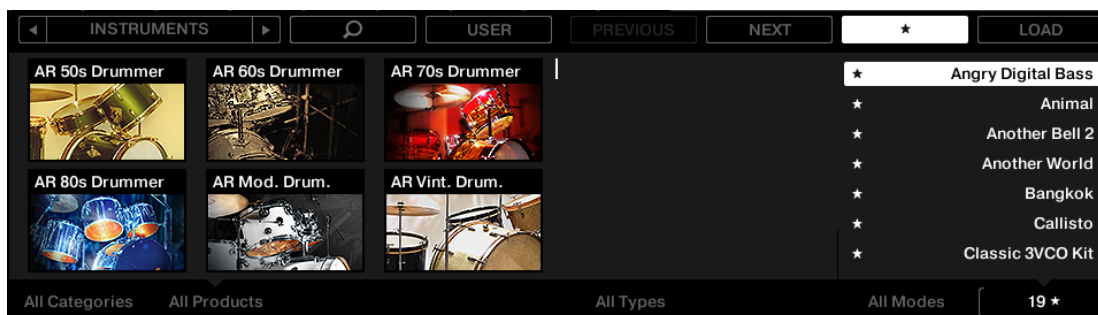 INSTRUMENTS
USER
PREVIOUS
NEXT
★
LOAD
AR 50s Drummer
AR 60s Drummer
AR 70s Drummer
AR 80s Drummer
AR Mod. Drum.
AR Vint. Drum.
★ Angry Digital Bass
★ Animal
★ Another Bell 2
★ Another World
★ Bangkok
★ Callisto
★ Classic 3VCO Kit
All Categories
All Products
All Types
All Modes
19 ★